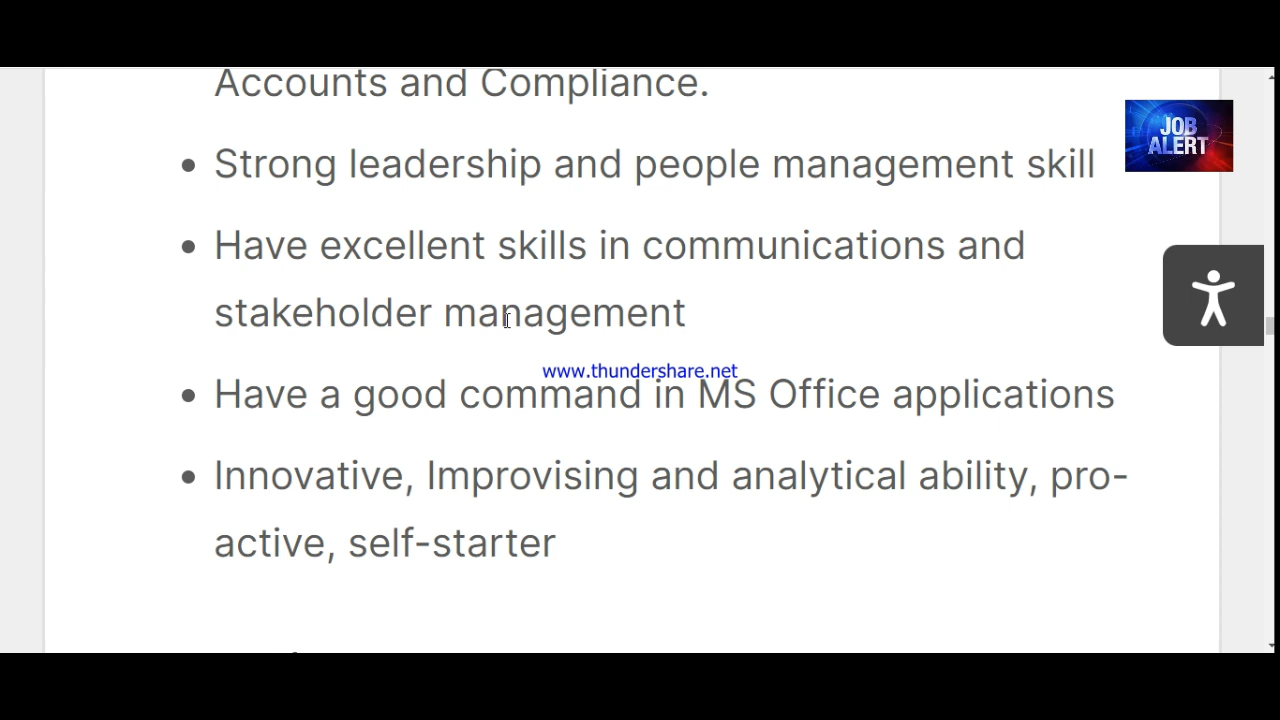 Accounts and Compliance.
JOB
ALERT
• Strong leadership and people management skill
• Have excellent skills in communications and
stakeholder management
www.thundershare.net
• Have a good command in MS Office applications
• Innovative, Improvising and analytical ability, pro-
active, self-starter